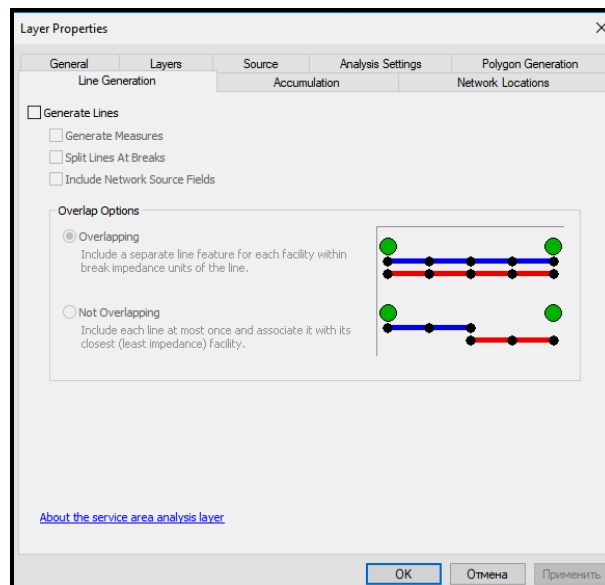 Layer Properties
General Layers Source Analysis Settings Polygon Generation
Line Generation Accumulation Network Locations
Generate Lines
Generate Measures
Split Lines At Breaks
Include Network Source Fields
Overlap Options
Overlapping
Include a separate line feature for each facility within
break impedance units of the line.
Not Overlapping
Include each line at most once and associate it with its
closest (least impedance) facility.
About the service area analysis layer
OK Отмена Применить